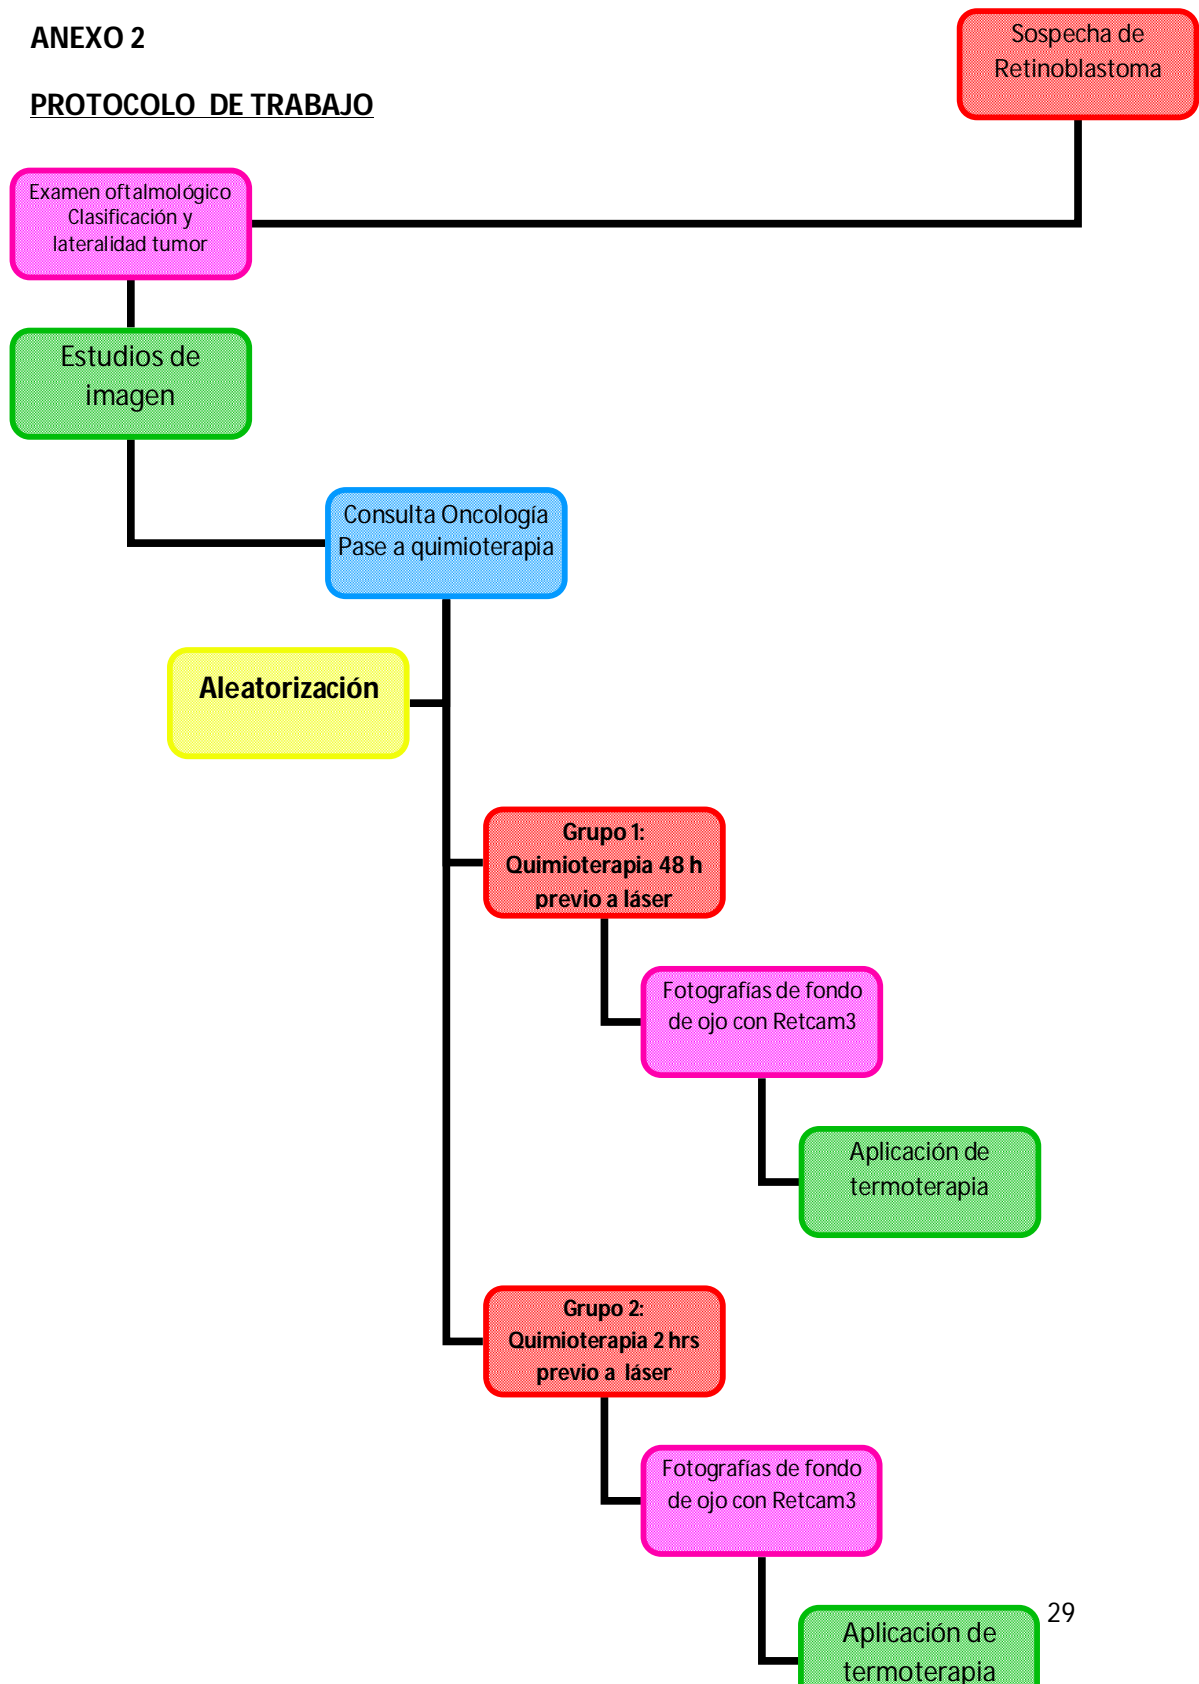 ANEXO 2
PROTOCOLO DE TRABAJO
Sospecha de
Retinoblastoma
Examen oftalmológico
Clasificación y
lateralidad tumor
Estudios de
imagen
Consulta Oncología
Pase a quimioterapia
Aleatorización
Grupo 1:
Quimioterapia 48 h
previo a láser
Fotografías de fondo
de ojo con Retcam3
Aplicación de
termoterapia
Grupo 2:
Quimioterapia 2 hrs
previo a láser
Fotografías de fondo
de ojo con Retcam3
Aplicación de
termoterapia
29